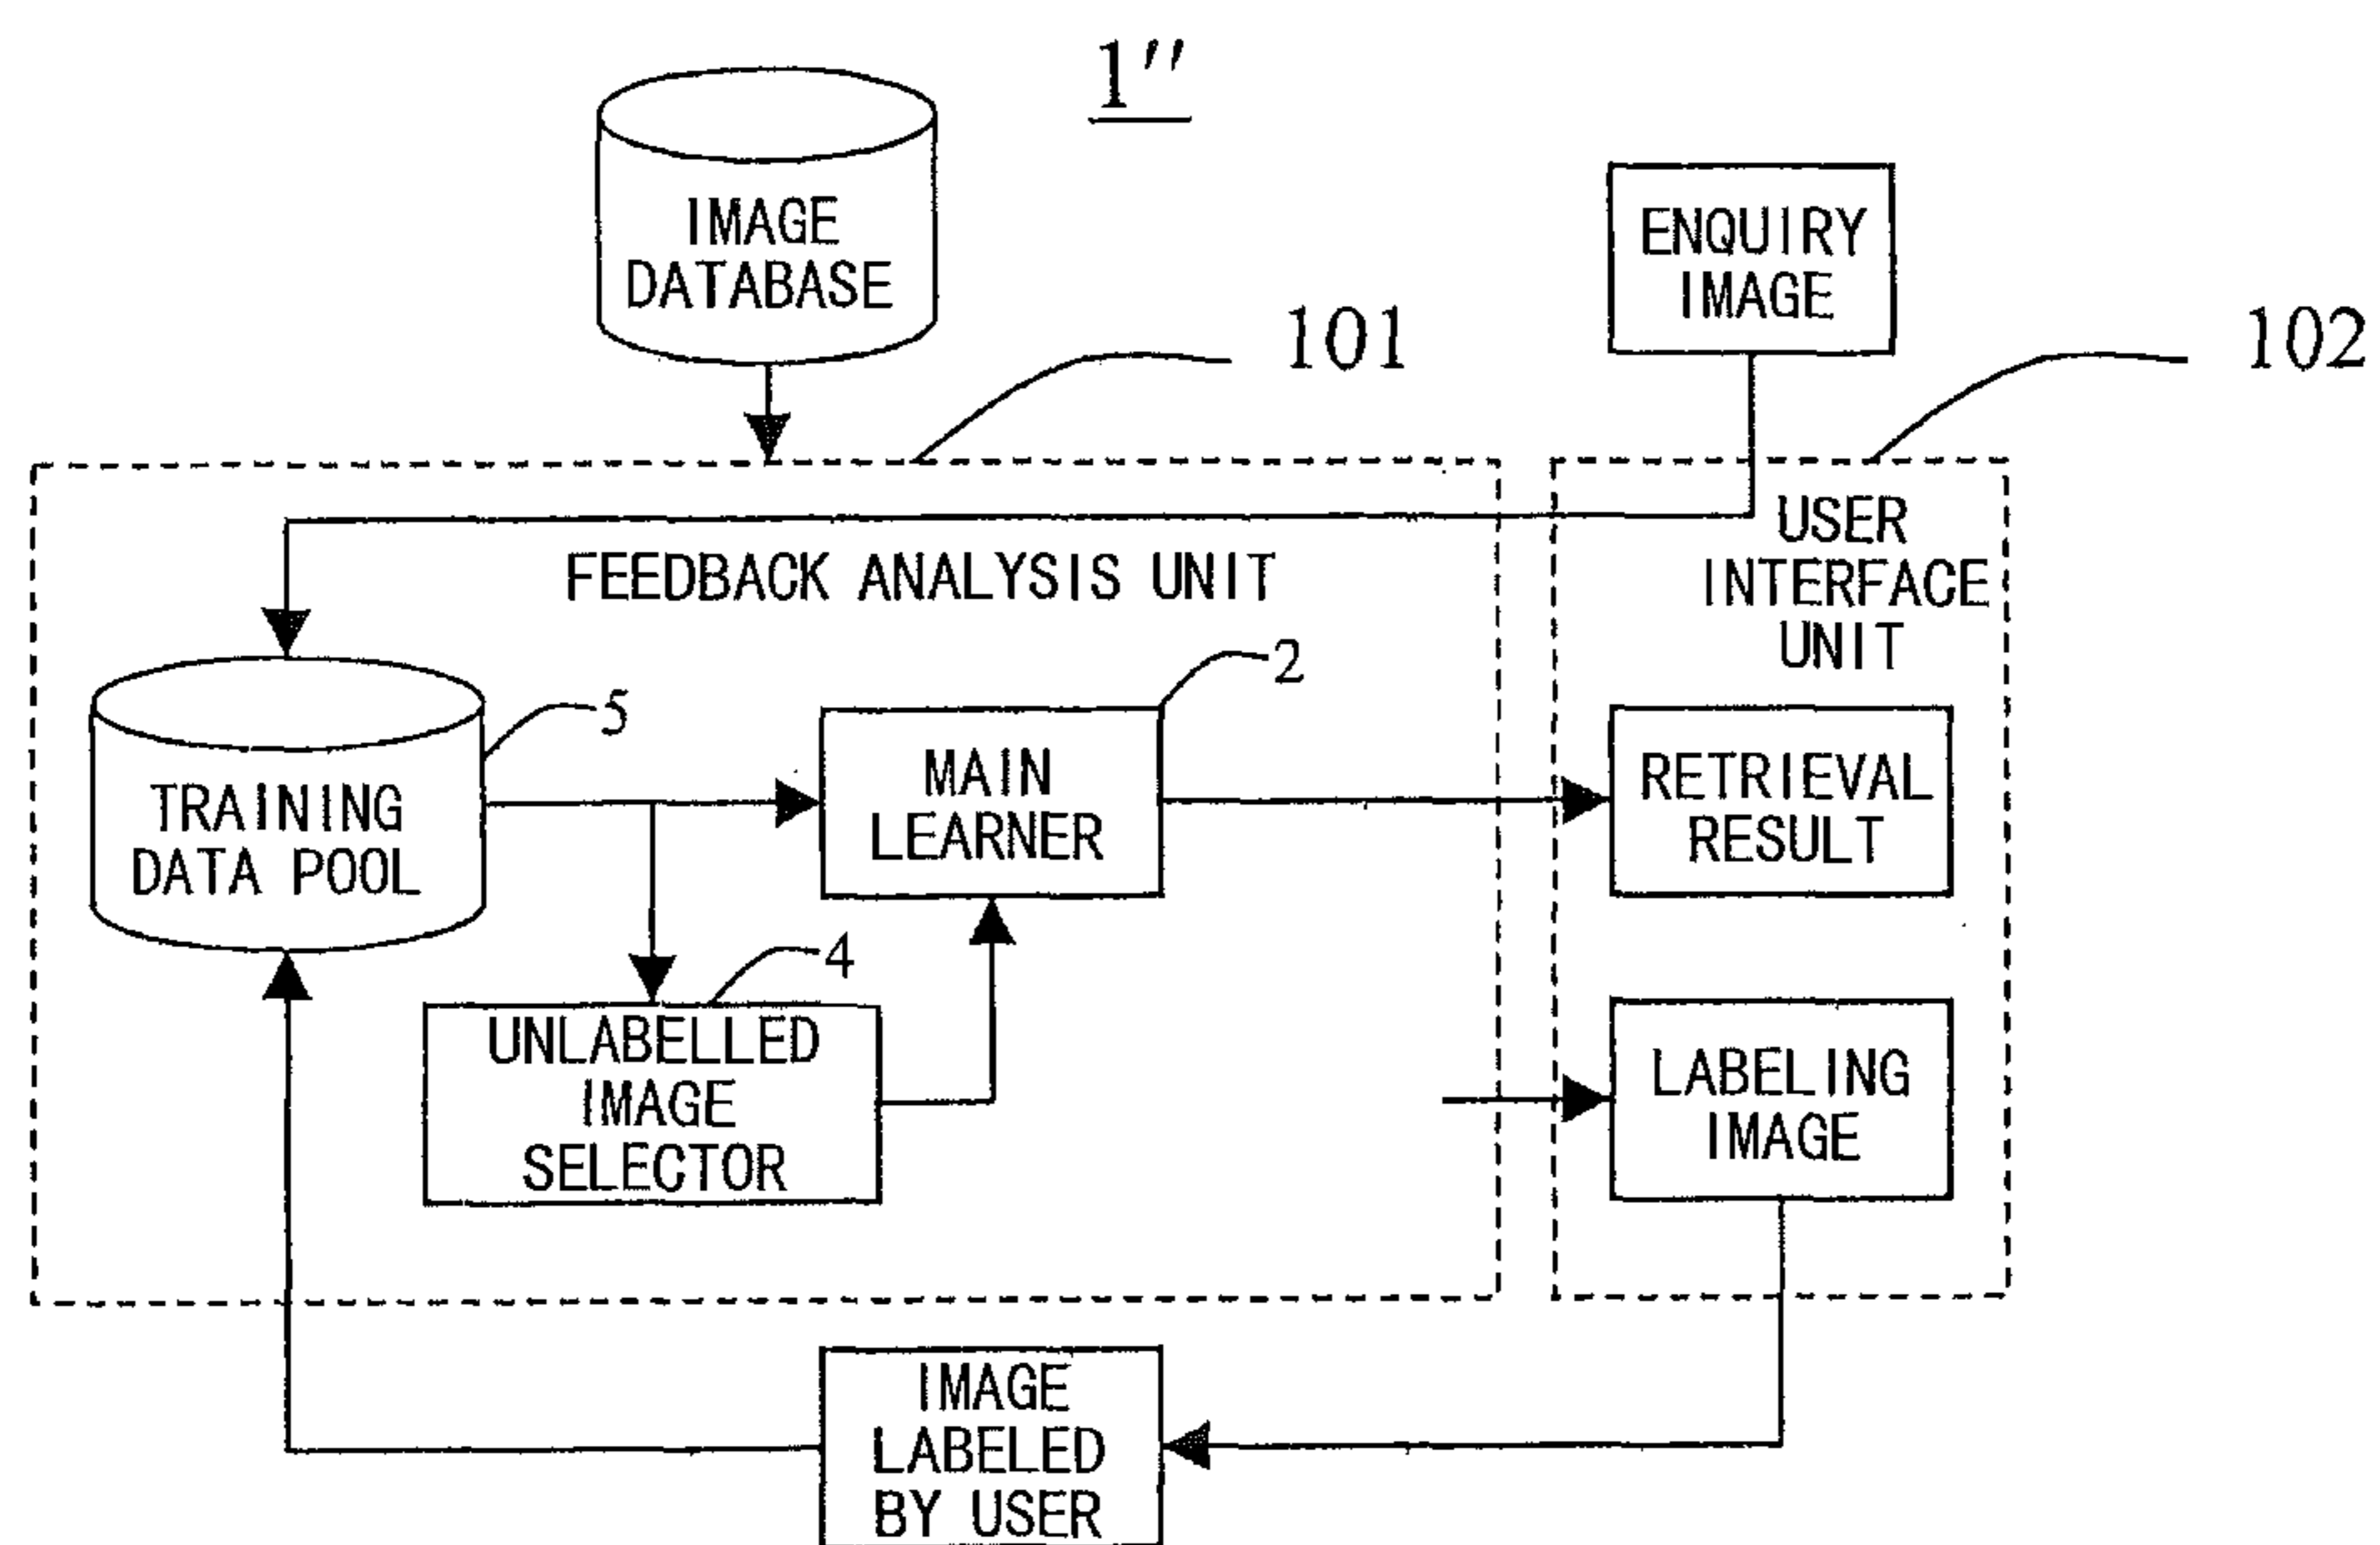 1″
IMAGE
DATABASE
ENQUIRY
IMAGE
101
102
FEEDBACK ANALYSIS UNIT
USER
INTERFACE
UNIT
5
2
TRAINING
DATA POOL
MAIN
LEARNER
RETRIEVAL
RESULT
4
UNLABELLED
IMAGE
SELECTOR
LABELING
IMAGE
IMAGE
LABELED
BY USER